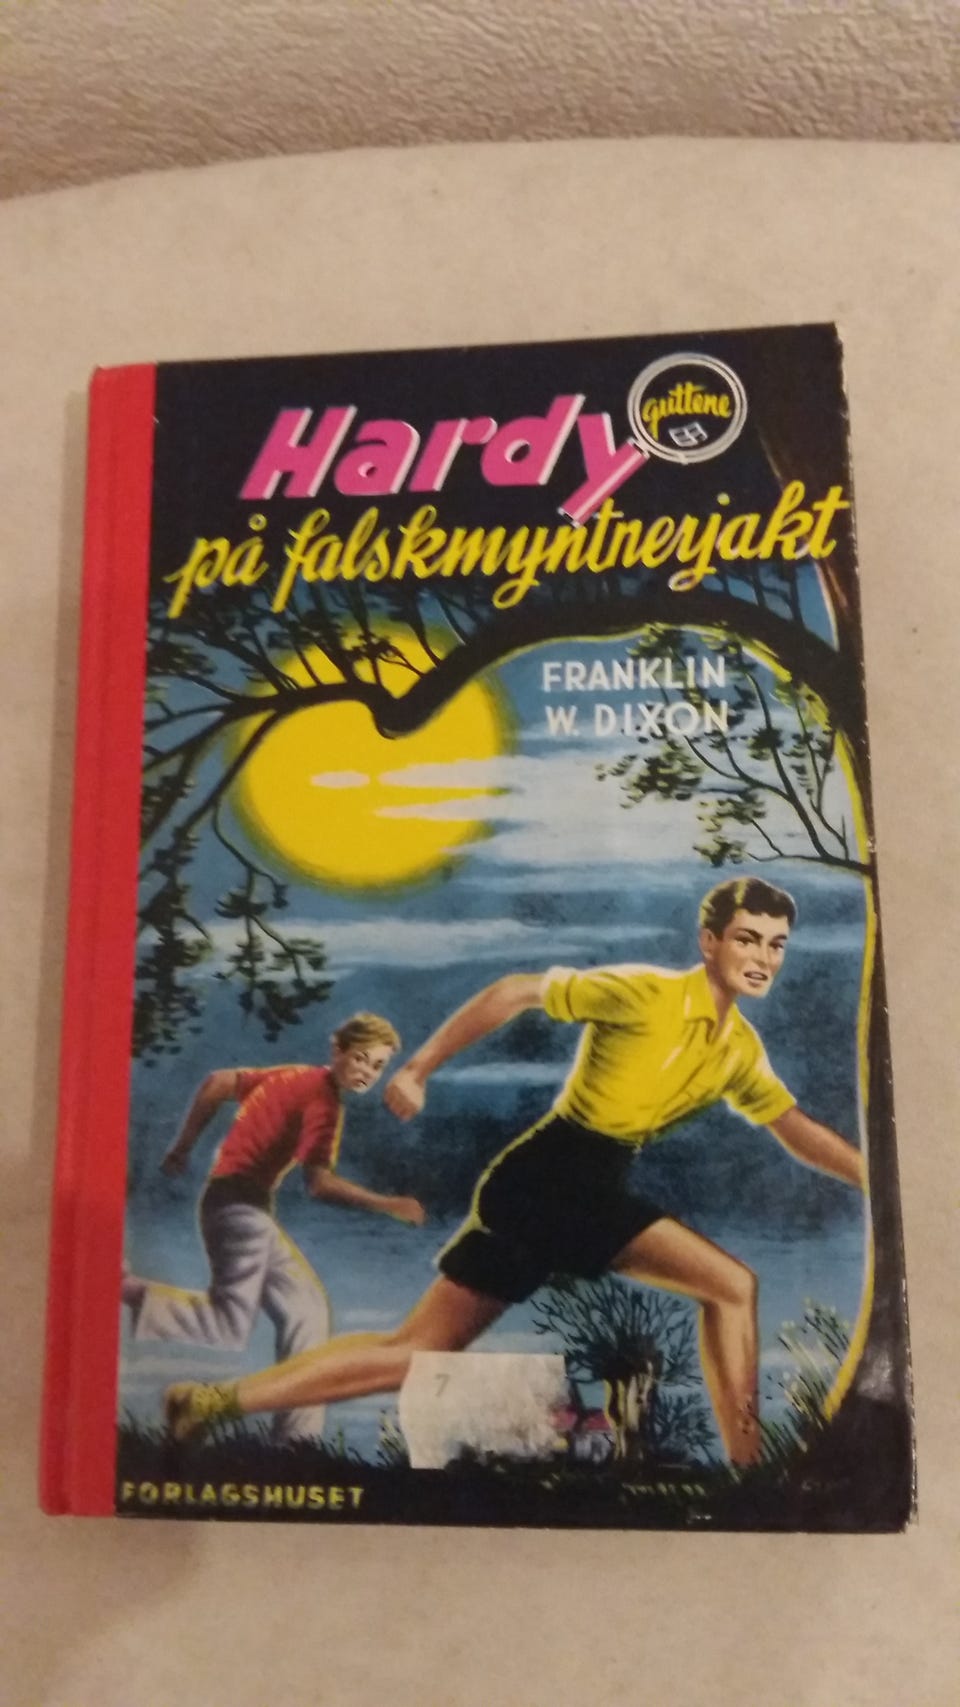 Hardy
guttene
på falskmyntnerjakt
FRANKLIN
W. DIXON
7
FORLAGSHUSET